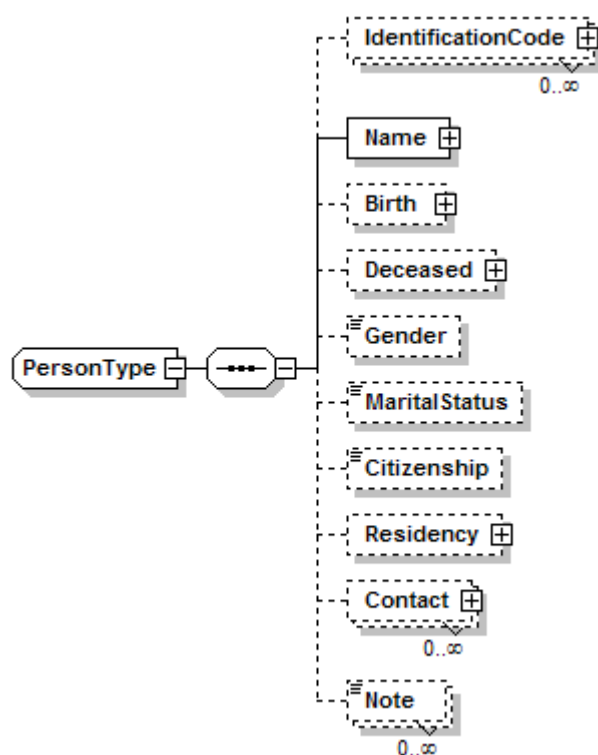 IdentificationCode
0..∞
Name
Birth
Deceased
Gender
PersonType
MaritalStatus
Citizenship
Residency
Contact
0..∞
Note
0..∞